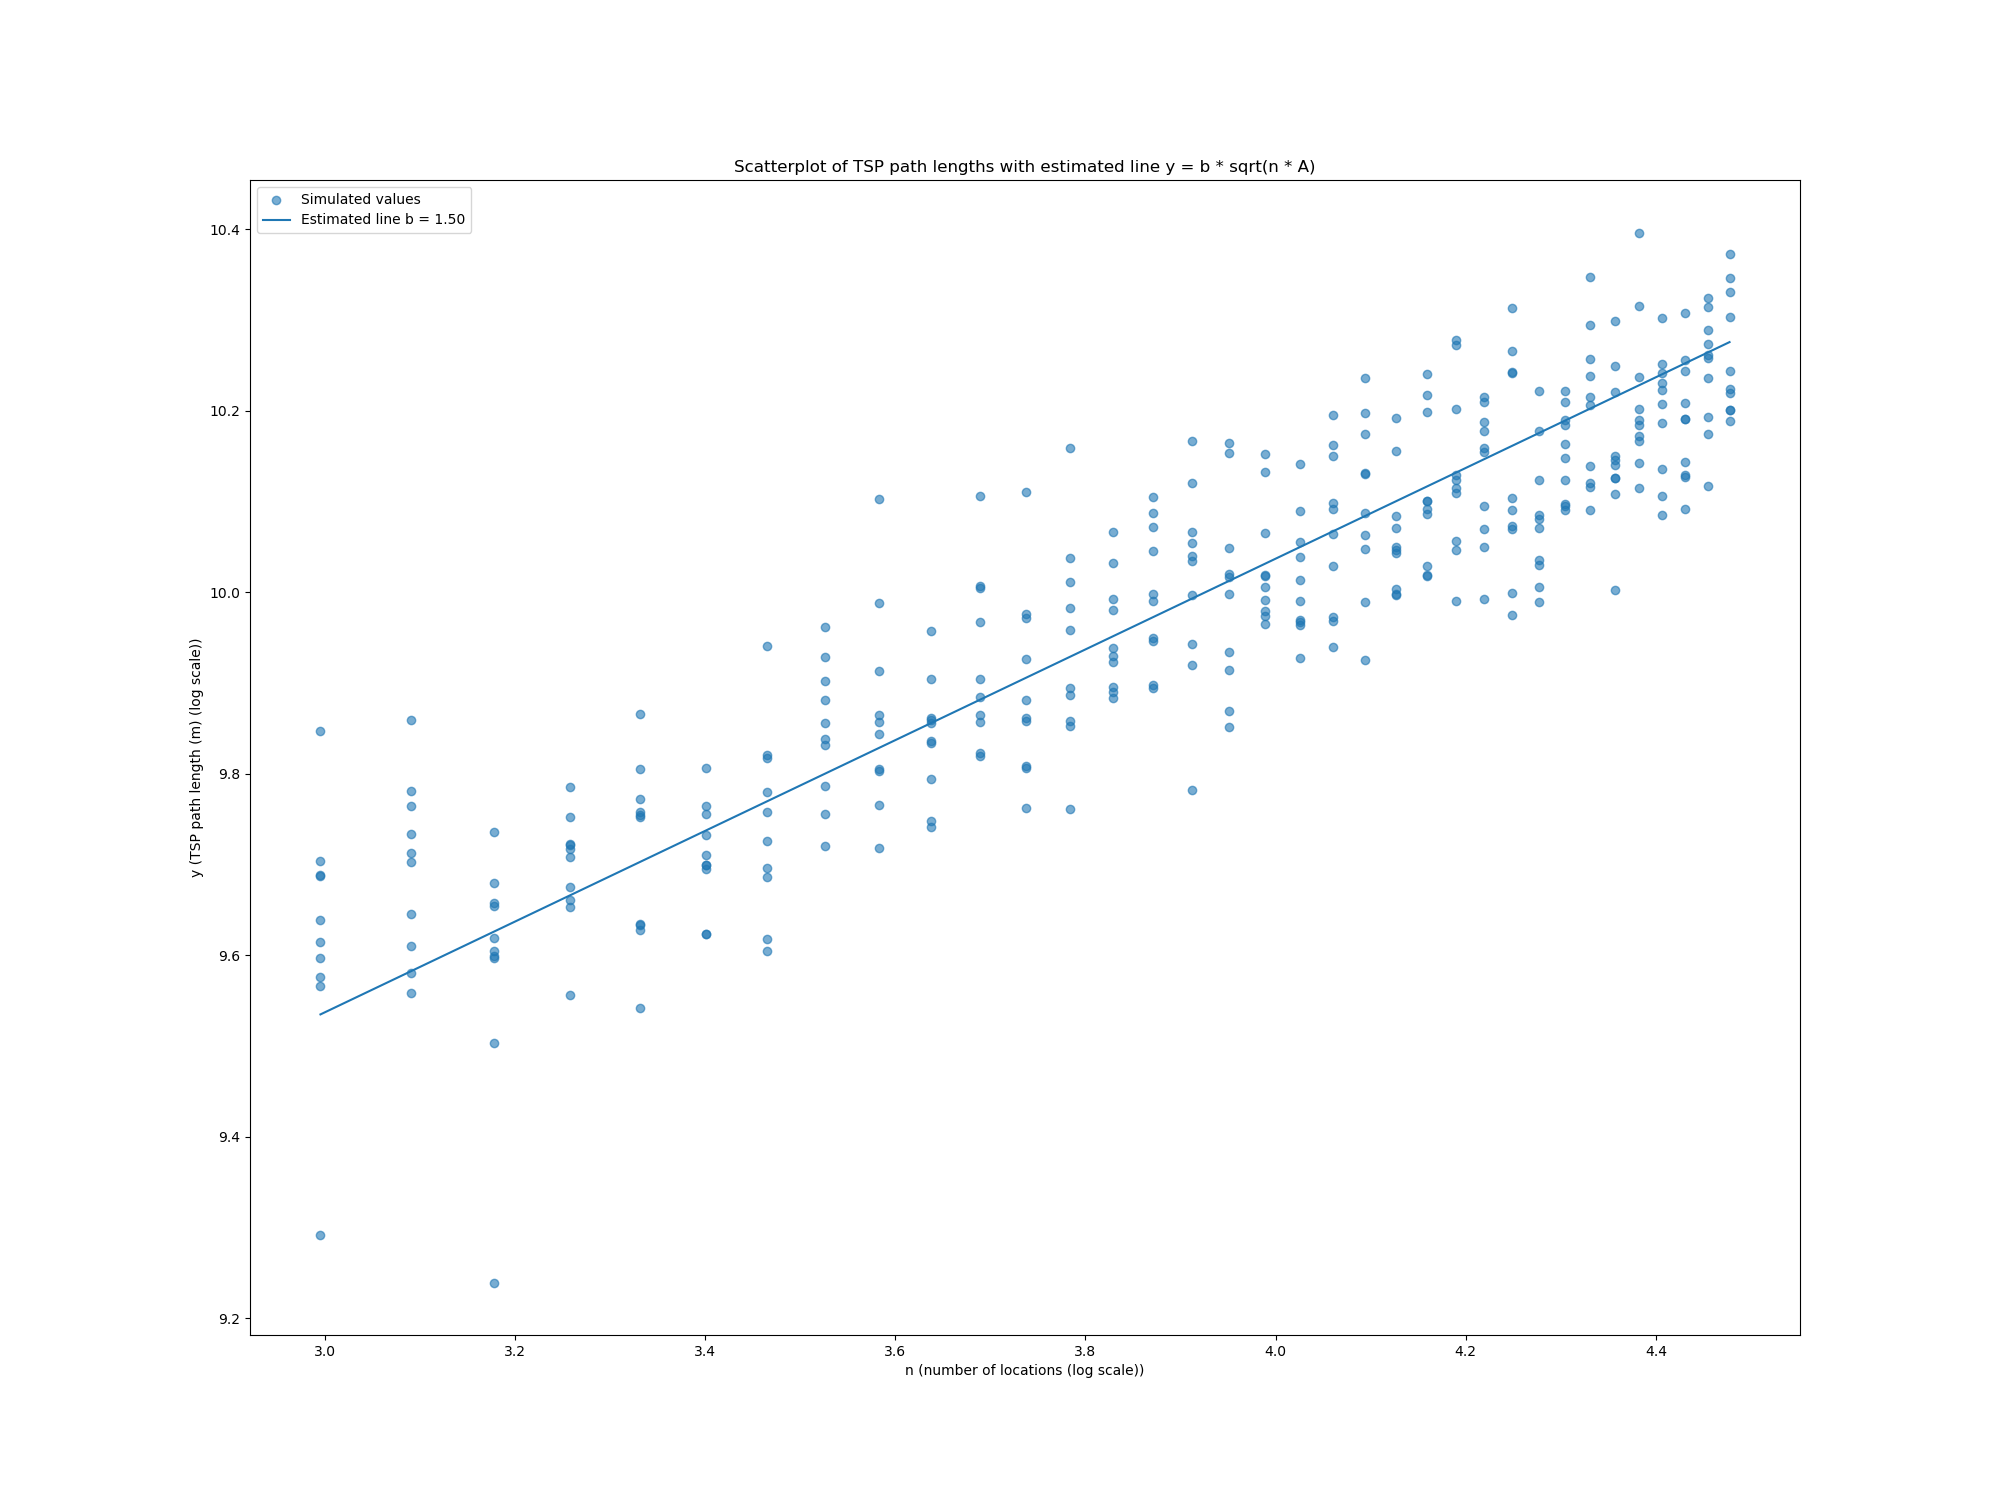 Scatterplot of TSP path lengths with estimated line y = b * sqrt(n * A)
Simulated values
Estimated line b = 1.50
10.4
10.2
10.0
9.8
9.6
9.4
9.2
y (TSP path length (m) (log scale))
3.0 3.2 3.4 3.6 3.8 4.0 4.2 4.4
n (number of locations (log scale))